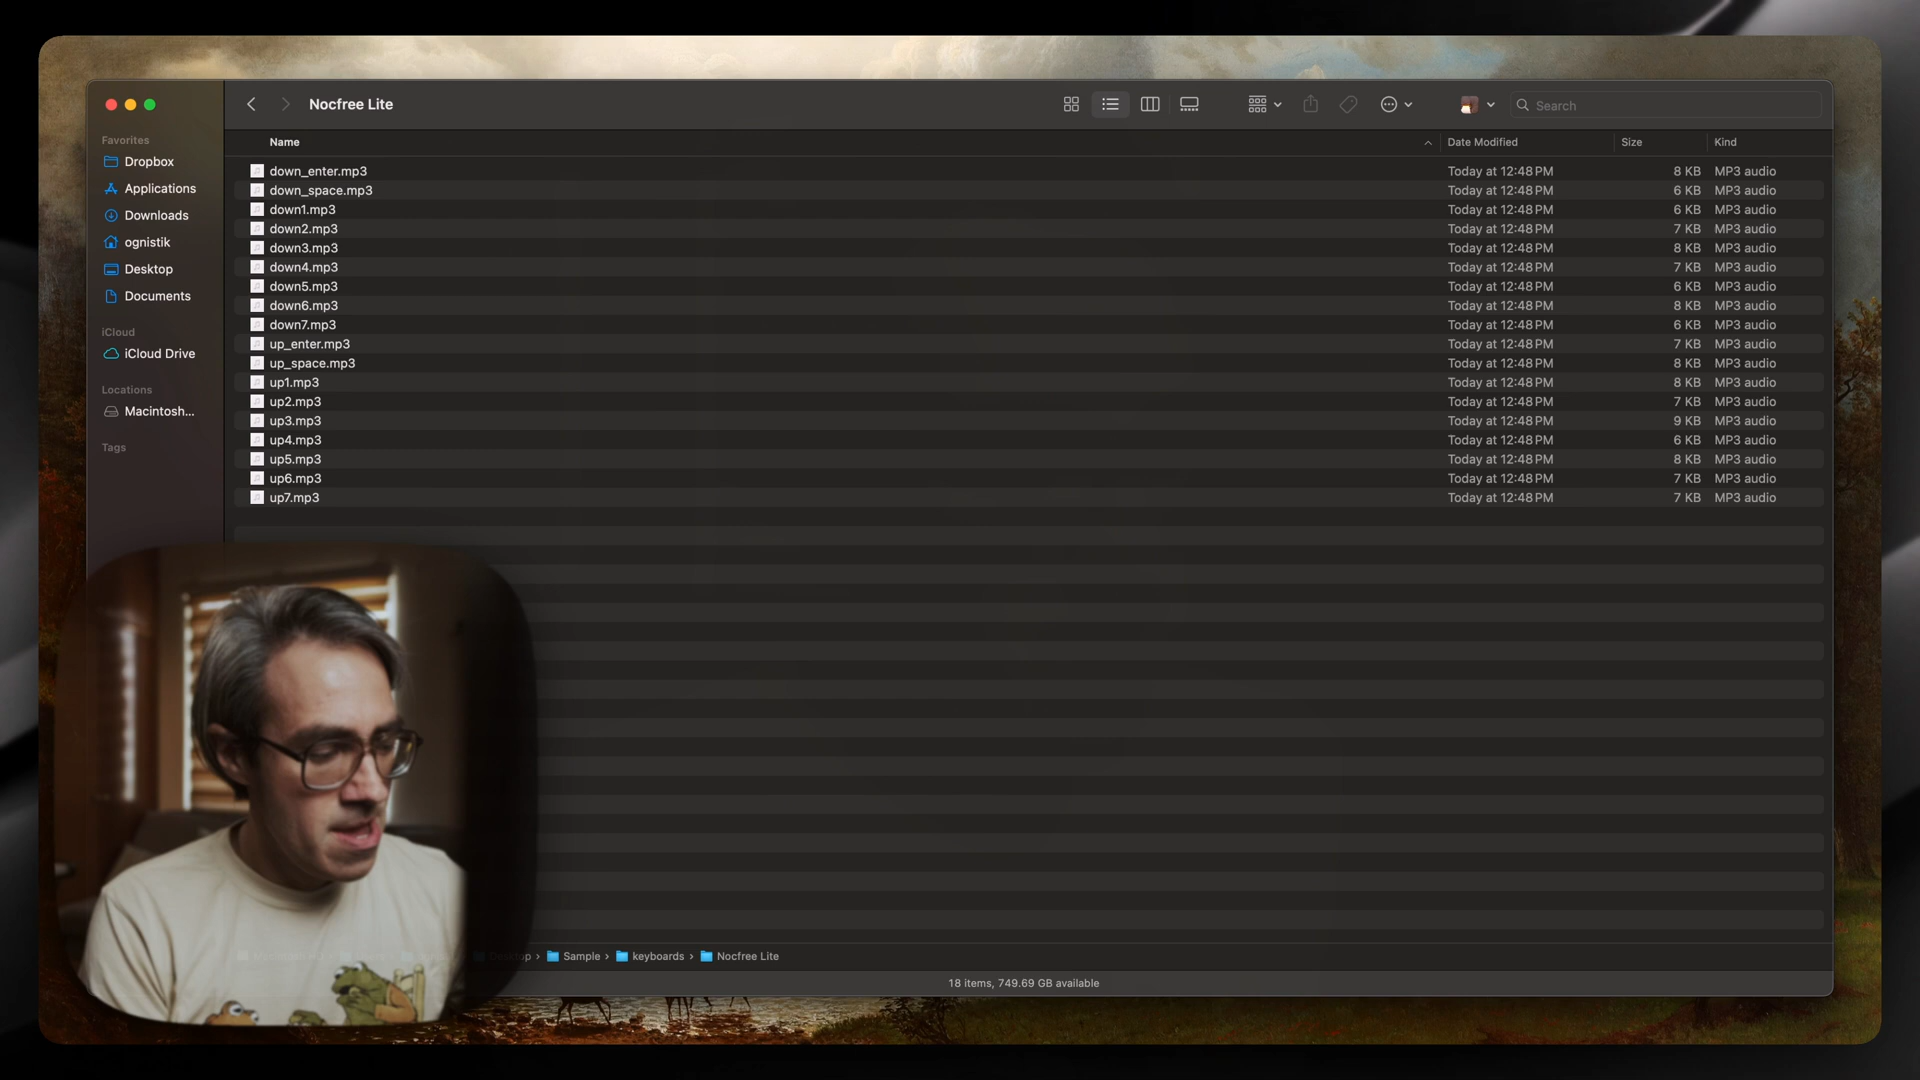 Nocfree Lite
Search
Favorites
Dropbox
Applications
Downloads
ognistik
Desktop
Documents
iCloud
iCloud Drive
Locations
Macintosh...
Tags
Name Date Modified Size Kind
down_enter.mp3 Today at 12:48 PM 8 KB MP3 audio
down_space.mp3 Today at 12:48 PM 6 KB MP3 audio
down1.mp3 Today at 12:48 PM 6 KB MP3 audio
down2.mp3 Today at 12:48 PM 7 KB MP3 audio
down3.mp3 Today at 12:48 PM 8 KB MP3 audio
down4.mp3 Today at 12:48 PM 7 KB MP3 audio
down5.mp3 Today at 12:48 PM 6 KB MP3 audio
down6.mp3 Today at 12:48 PM 8 KB MP3 audio
down7.mp3 Today at 12:48 PM 6 KB MP3 audio
up_enter.mp3 Today at 12:48 PM 7 KB MP3 audio
up_space.mp3 Today at 12:48 PM 8 KB MP3 audio
up1.mp3 Today at 12:48 PM 8 KB MP3 audio
up2.mp3 Today at 12:48 PM 7 KB MP3 audio
up3.mp3 Today at 12:48 PM 9 KB MP3 audio
up4.mp3 Today at 12:48 PM 6 KB MP3 audio
up5.mp3 Today at 12:48 PM 8 KB MP3 audio
up6.mp3 Today at 12:48 PM 7 KB MP3 audio
up7.mp3 Today at 12:48 PM 7 KB MP3 audio
Desktop › Sample › keyboards › Nocfree Lite
18 items, 749.69 GB available